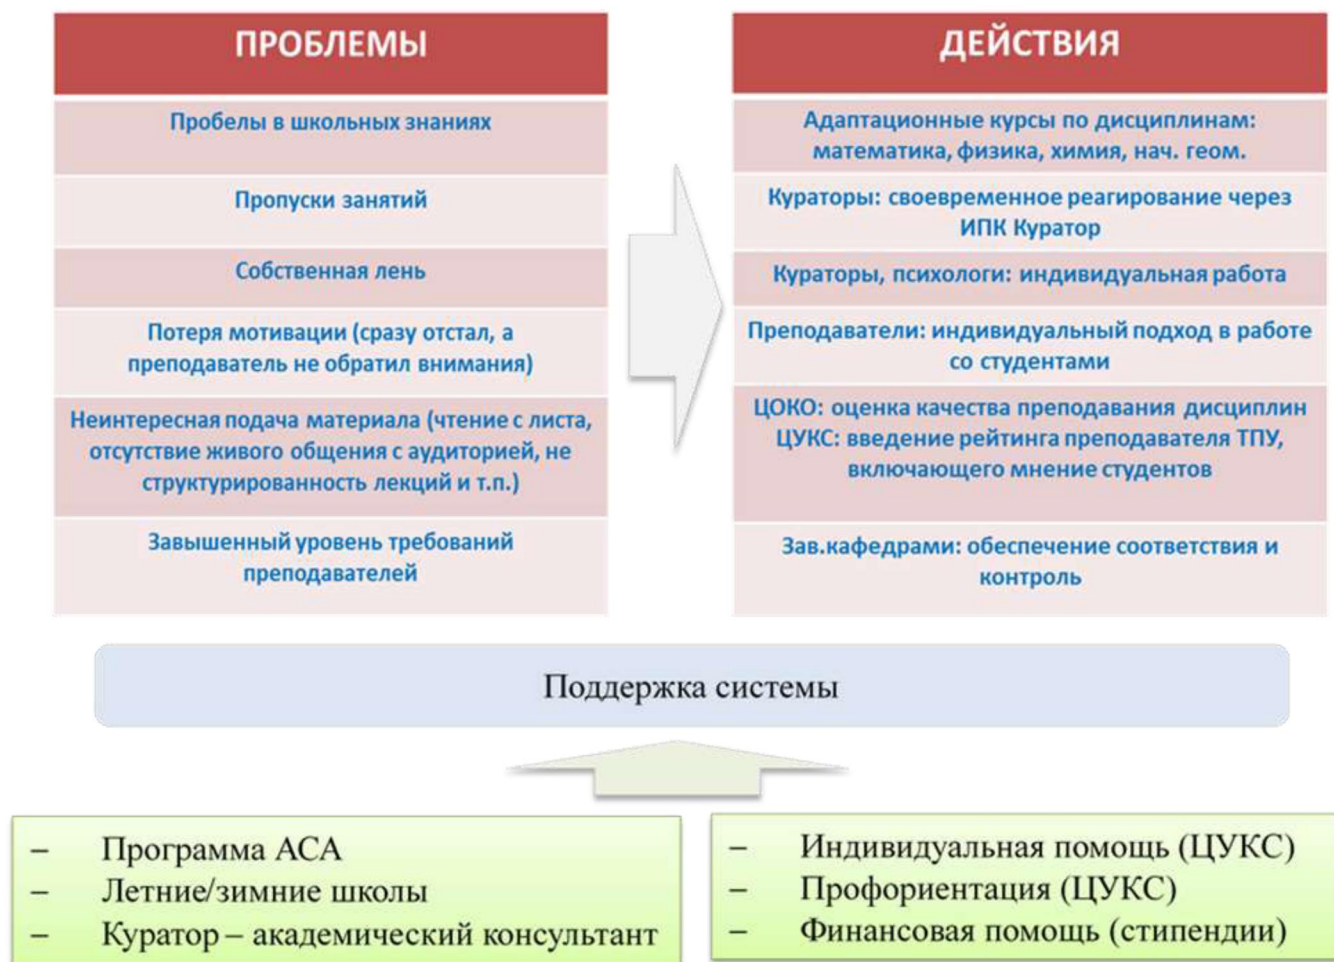 ПРОБЛЕМЫ
Пробелы в школьных знаниях
Пропуски занятий
Собственная лень
Потеря мотивации (сразу отстал, а
преподаватель не обратил внимания)
Неинтересная подача материала (чтение с листа,
отсутствие живого общения с аудиторией, не
структурированность лекций и т.п.)
Завышенный уровень требований
преподавателей
ДЕЙСТВИЯ
Адаптационные курсы по дисциплинам:
математика, физика, химия, нач. геом.
Кураторы: своевременное реагирование через
ИПК Куратор
Кураторы, психологи: индивидуальная работа
Преподаватели: индивидуальный подход в работе
со студентами
ЦОКО: оценка качества преподавания дисциплин
ЦУКС: введение рейтинга преподавателя ТПУ,
включающего мнение студентов
Зав.кафедрами: обеспечение соответствия и
контроль
Поддержка системы
– Программа АСА
– Летние/зимние школы
– Куратор – академический консультант
– Индивидуальная помощь (ЦУКС)
– Профориентация (ЦУКС)
– Финансовая помощь (стипендии)